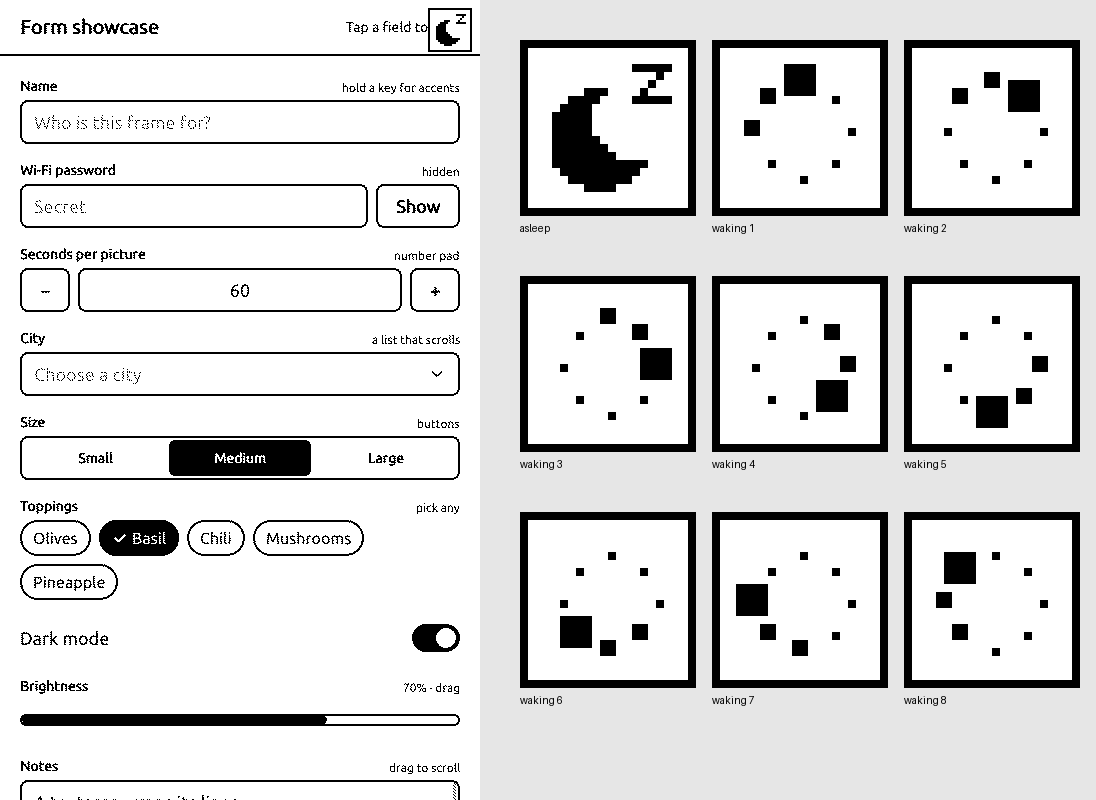 Form showcase
Tap a field to
Z
Name
hold a key for accents
Who is this frame for?
Wi-Fi password
hidden
Secret
Show
Seconds per picture
number pad
−
60
+
City
a list that scrolls
Choose a city
Size
buttons
Small
Medium
Large
Toppings
pick any
Olives
Basil
Chili
Mushrooms
Pineapple
Dark mode
Brightness
70% · drag
Notes
drag to scroll
Z
asleep
waking 1
waking 2
waking 3
waking 4
waking 5
waking 6
waking 7
waking 8